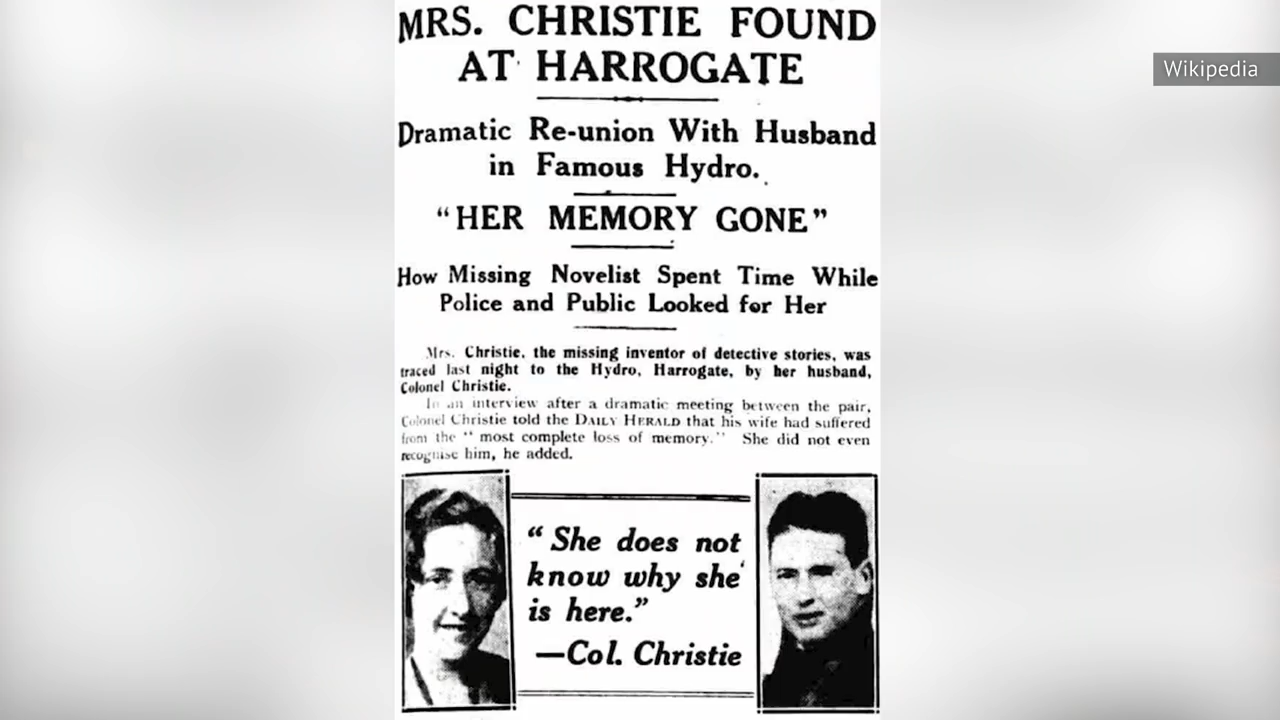 MRS. CHRISTIE FOUND
AT HARROGATE
Dramatic Re-union With Husband
in Famous Hydro.
"HER MEMORY GONE"
How Missing Novelist Spent Time While
Police and Public Looked for Her
Mrs. Christie, the missing inventor of detective stories, was
traced last night to the Hydro, Harrogate, by her husband,
Colonel Christie.
In an interview after a dramatic meeting between the pair,
Colonel Christie told the DAILY HERALD that his wife had suffered
from the " most complete loss of memory." She did not even
recognise him, he added.
" She does not
know why she
is here."
—Col. Christie
Wikipedia